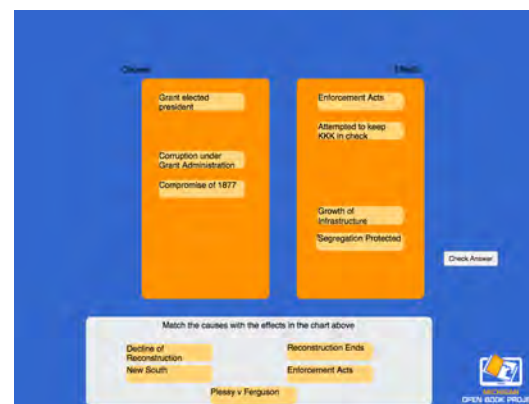 Causes
Effects
Grant elected
president
Enforcement Acts
Attempted to keep
KKK in check
Corruption under
Grant Administration
Compromise of 1877
Growth of
Infrastructure
Segregation Protected
Check Answer
Match the causes with the effects in the chart above
Decline of
Reconstruction
Reconstruction Ends
New South
Enforcement Acts
Plessy v Ferguson
MICHIGAN
OPEN BOOK PROJECT